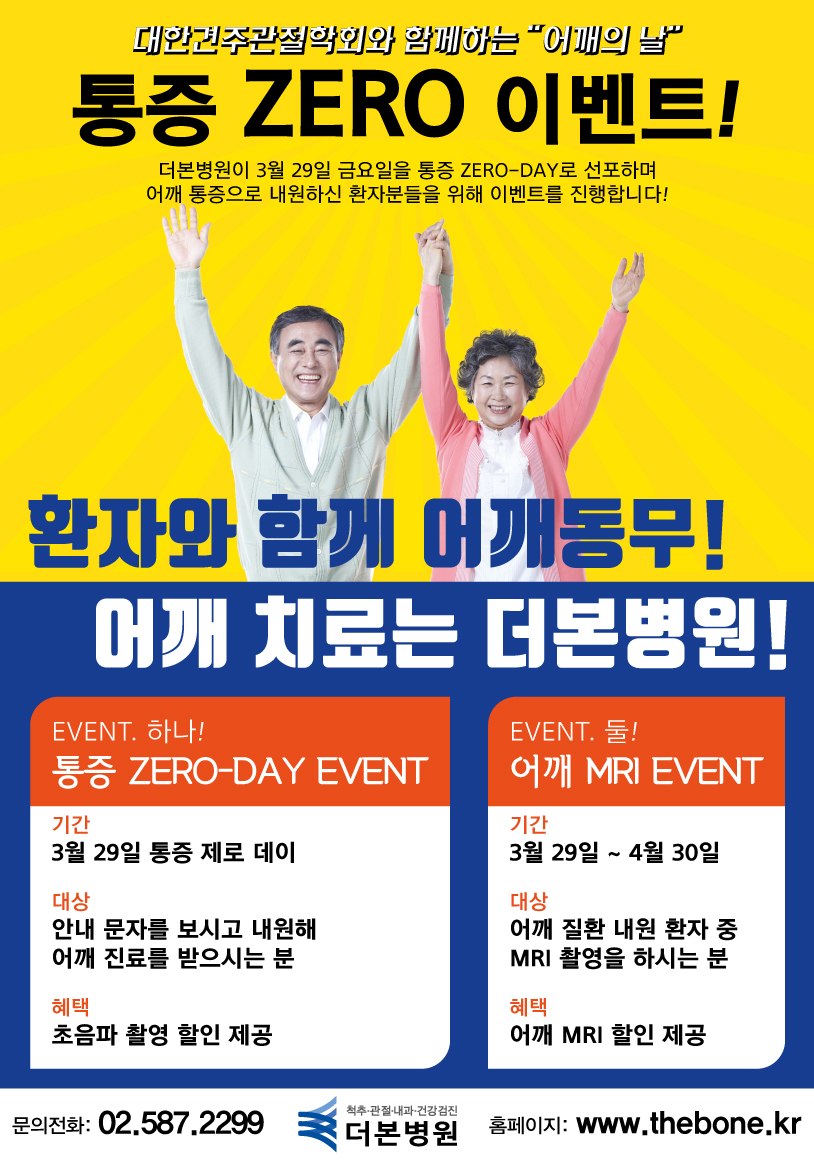 대한견주관절학회와 함께하는 "어깨의 날"
통증 ZERO 이벤트!
더본병원이 3월 29일 금요일을 통증 ZERO-DAY로 선포하며
어깨 통증으로 내원하신 환자분들을 위해 이벤트를 진행합니다!
환자와 함께 어깨동무!
어깨 치료는 더본병원!
EVENT. 하나!
통증 ZERO-DAY EVENT
기간
3월 29일 통증 제로 데이
대상
안내 문자를 보시고 내원해
어깨 진료를 받으시는 분
혜택
초음파 촬영 할인 제공
EVENT. 둘!
어깨 MRI EVENT
기간
3월 29일 ~ 4월 30일
대상
어깨 질환 내원 환자 중
MRI 촬영을 하시는 분
혜택
어깨 MRI 할인 제공
문의전화: 02.587.2299
척추·관절·내과·건강검진
더본병원
홈페이지: www.thebone.kr